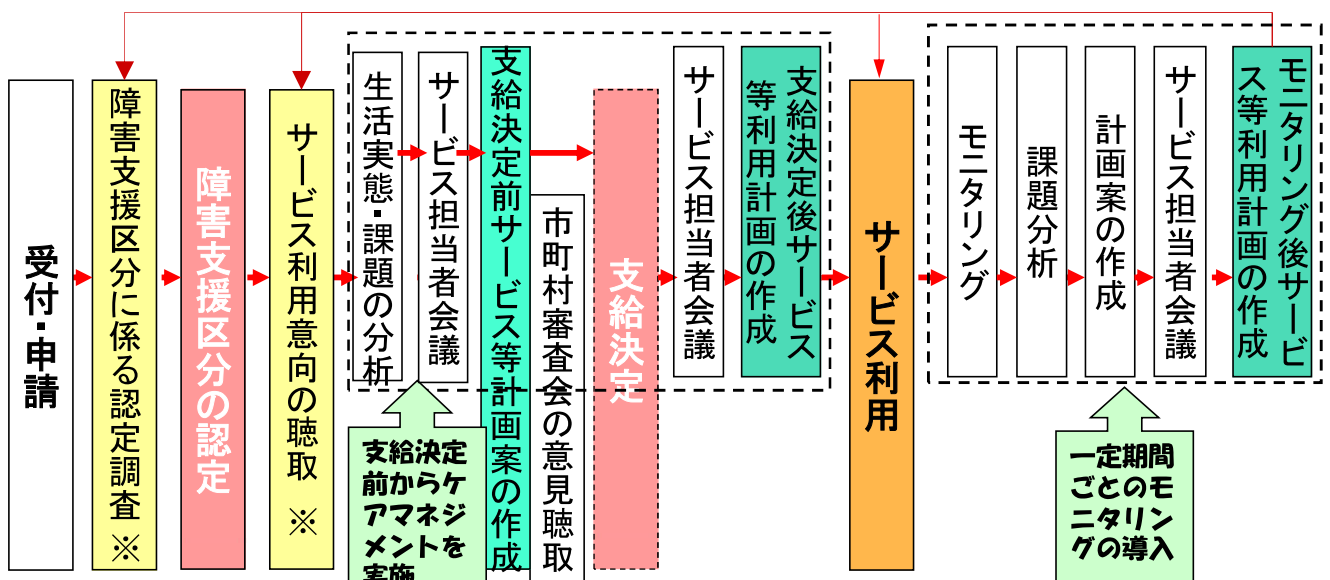 受付・申請
障害支援区分に係る認定調査※
障害支援区分の認定
サービス利用意向の聴取 ※
生活実態・課題の分析
サービス担当者会議
支給決定前サービス等計画案の作成
市町村審査会の意見聴取
支給決定
サービス担当者会議
支給決定後サービス
等利用計画の作成
サービス利用
モニタリング
課題分析
計画案の作成
サービス担当者会議
モニタリング後サービ
ス等利用計画の作成
支給決定
前からケ
アマネジ
メントを
実施
一定期間
ごとのモ
ニタリン
グの導入